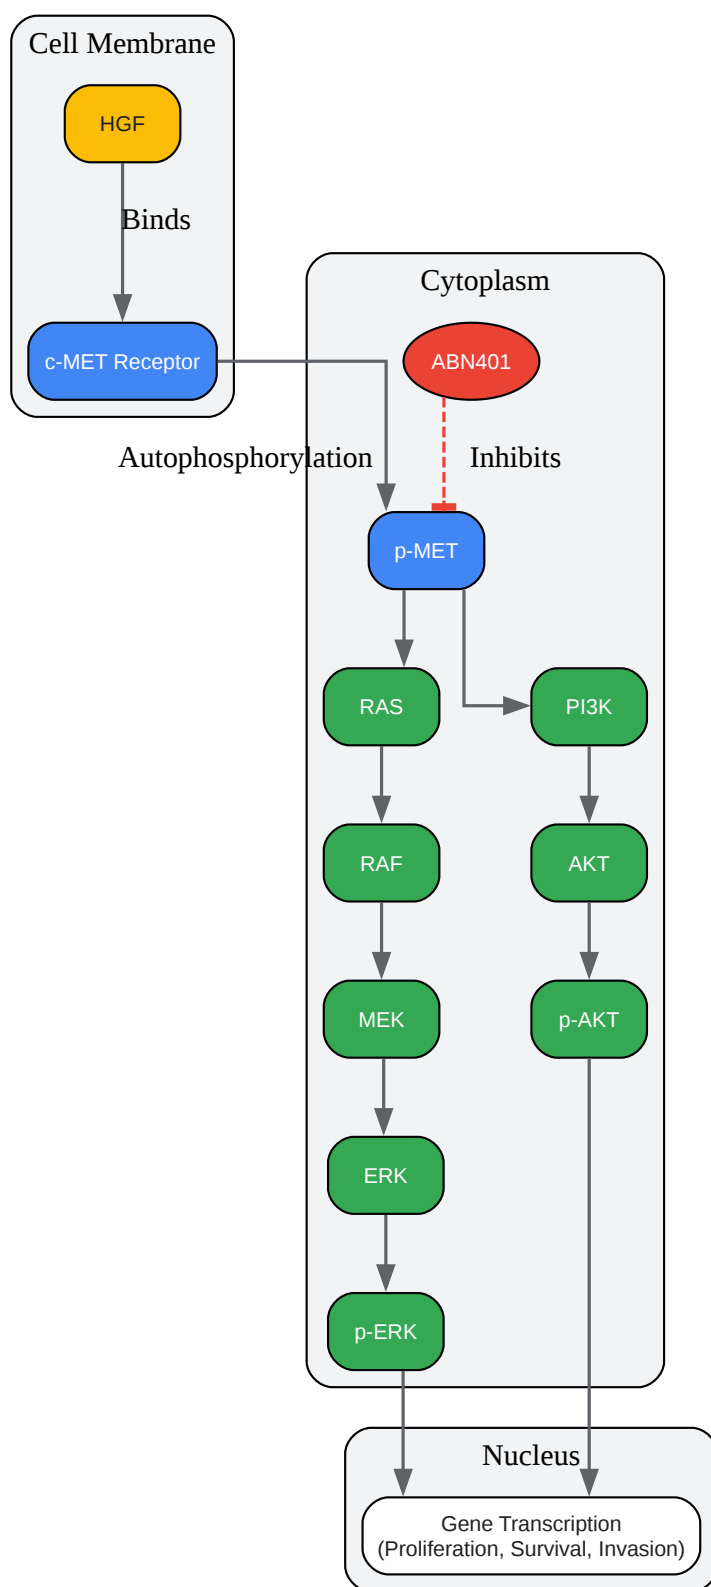 Cell Membrane
HGF
Binds
c-MET Receptor
Cytoplasm
ABN401
Autophosphorylation
Inhibits
p-MET
RAS
PI3K
RAF
AKT
MEK
p-AKT
ERK
p-ERK
Nucleus
Gene Transcription
(Proliferation, Survival, Invasion)